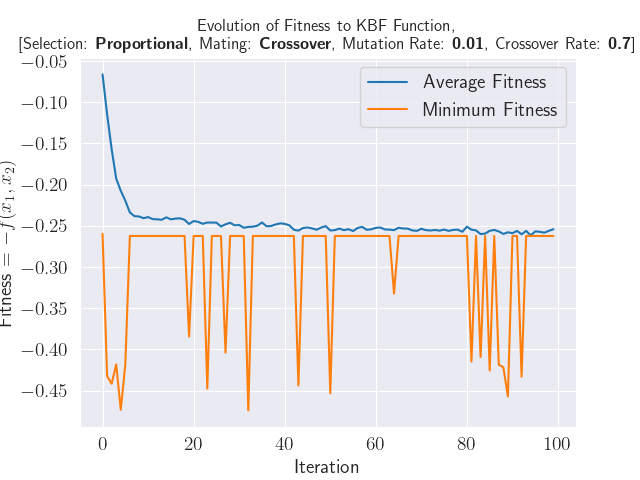 Evolution of Fitness to KBF Function,
[Selection: Proportional, Mating: Crossover, Mutation Rate: 0.01, Crossover Rate: 0.7]
−0.05
−0.10
−0.15
−0.20
−0.25
−0.30
−0.35
−0.40
−0.45
Fitness = −f(x₁, x₂)
Average Fitness
Minimum Fitness
0 20 40 60 80 100
Iteration